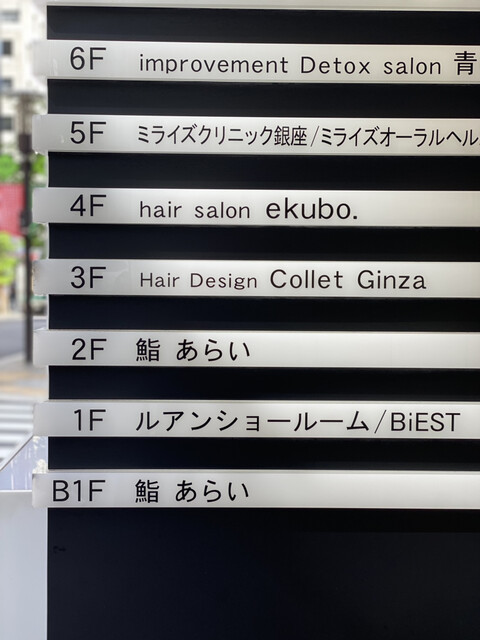 6F improvement Detox salon 青
5F ミライズクリニック銀座/ミライズオーラルヘル
4F hair salon ekubo.
3F Hair Design Collet Ginza
2F 鮨 あらい
1F ルアンショールーム/BiEST
B1F 鮨 あらい